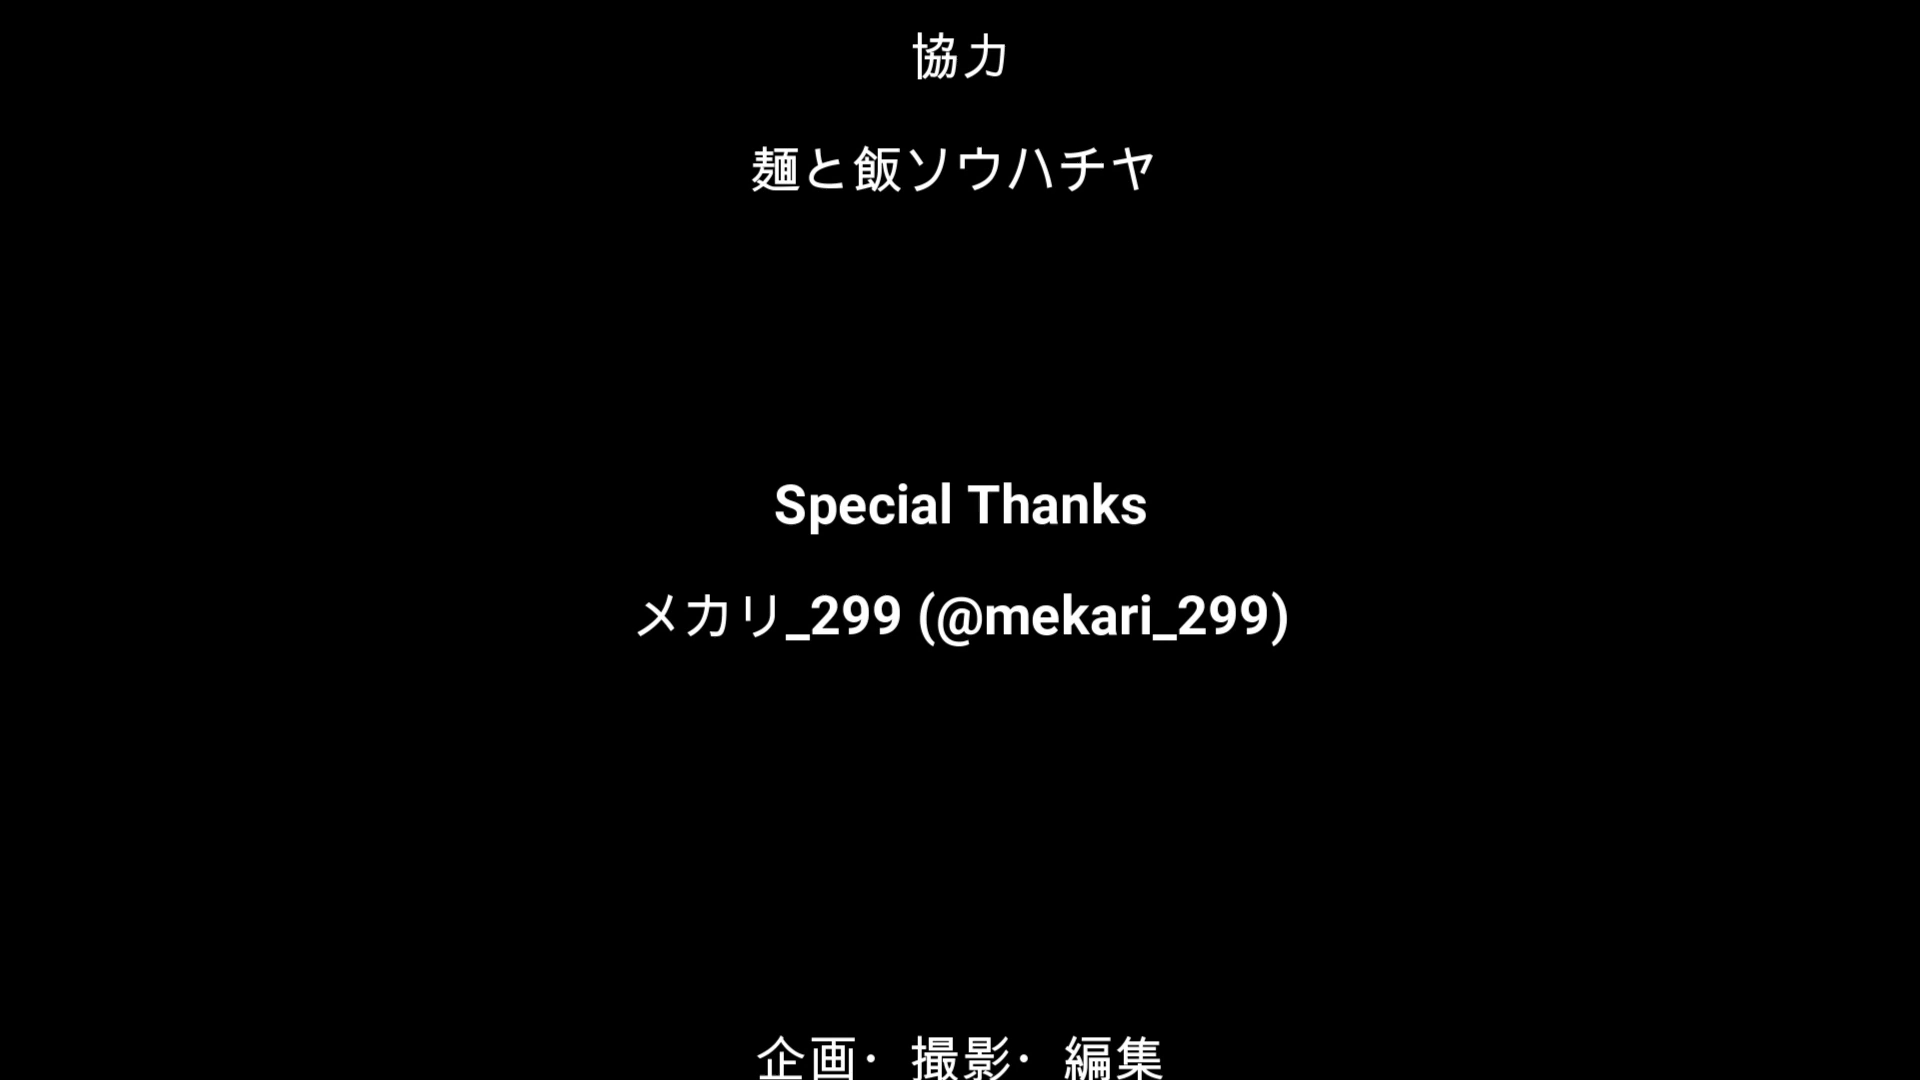 協力
麺と飯ソウハチヤ
Special Thanks
メカリ_299 (@mekari_299)
企画・撮影・編集